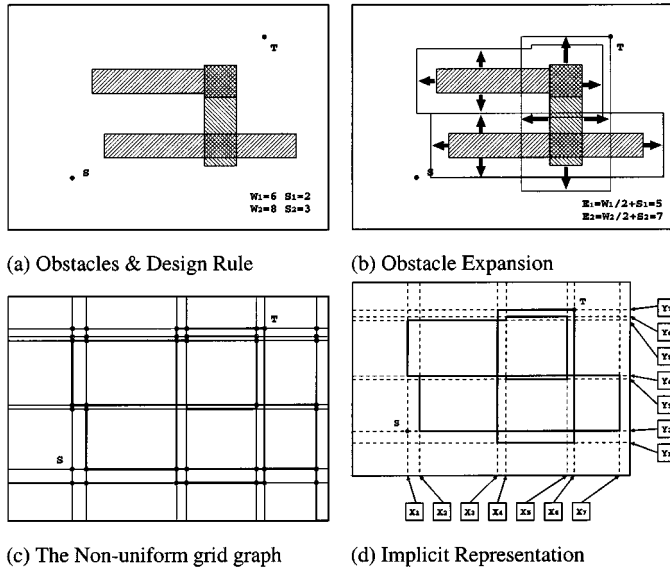 T
S
W1=6 S1=2
W2=8 S2=3
(a) Obstacles & Design Rule
T
S
E1=W1/2+S1=5
E2=W2/2+S2=7
(b) Obstacle Expansion
T
S
(c) The Non-uniform grid graph
T
S
Y2
X1 X2 X3 X4 X5 X6 X7
(d) Implicit Representation